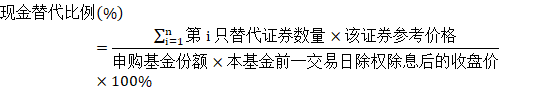 现金替代比例(%)
= ∑ⁿᵢ₌₁ 第 i 只替代证券数量 × 该证券参考价格
申购基金份额 × 本基金前一交易日除权除息后的收盘价
× 100%